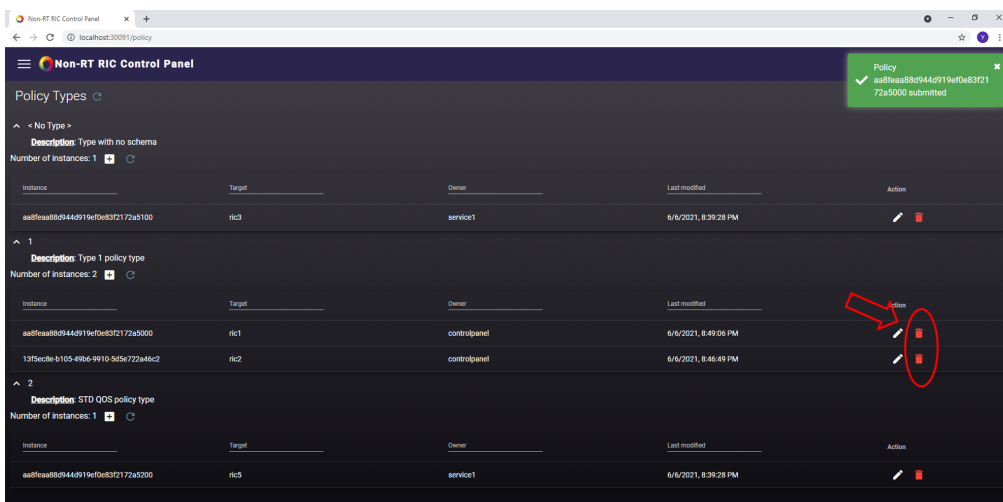 Non-RT RIC Control Panel
localhost:30091/policy
Y
Non-RT RIC Control Panel
Policy
aa8feaa88d944d919ef0e83f21
72a5000 submitted
Policy Types
< No Type >
Description: Type with no schema
Number of instances: 1
Instance Target Owner Last modified Action
aa8feaa88d944d919ef0e83f2172a5100 ric3 service1 6/6/2021, 8:39:28 PM
1
Description: Type 1 policy type
Number of instances: 2
Instance Target Owner Last modified Action
aa8feaa88d944d919ef0e83f2172a5000 ric1 controlpanel 6/6/2021, 8:49:06 PM
13f5ec8e-b105-49b6-9910-5d5e722a46c2 ric2 controlpanel 6/6/2021, 8:46:49 PM
2
Description: STD QOS policy type
Number of instances: 1
Instance Target Owner Last modified Action
aa8feaa88d944d919ef0e83f2172a5200 ric5 service1 6/6/2021, 8:39:28 PM